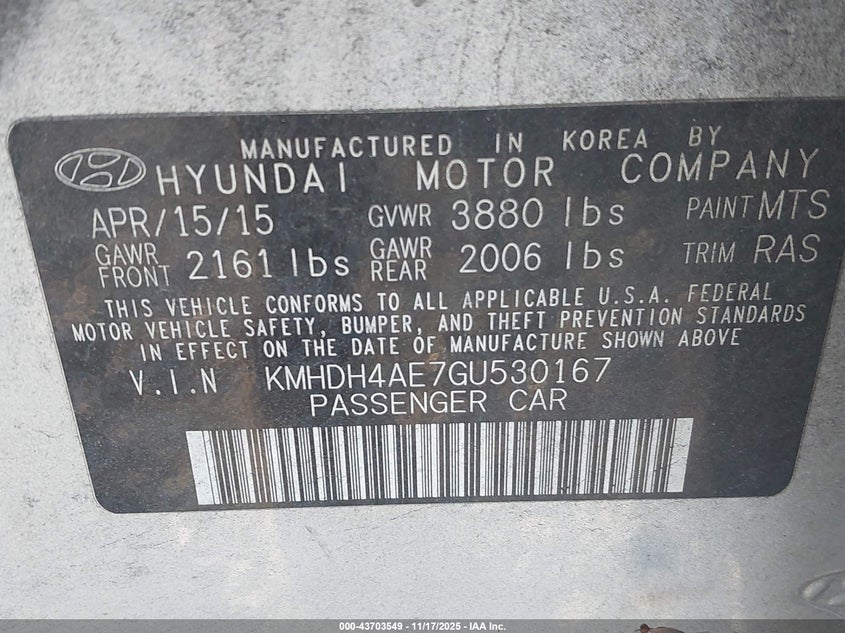 MANUFACTURED IN KOREA BY
HYUNDAI MOTOR COMPANY
APR/15/15 GVWR 3880 lbs PAINT MTS
GAWR FRONT 2161 lbs GAWR REAR 2006 lbs TRIM RAS
THIS VEHICLE CONFORMS TO ALL APPLICABLE U.S.A. FEDERAL
MOTOR VEHICLE SAFETY, BUMPER, AND THEFT PREVENTION STANDARDS
IN EFFECT ON THE DATE OF MANUFACTURE SHOWN ABOVE
V.I.N KMHDH4AE7GU530167
PASSENGER CAR
000-43703549 - 11/17/2025 - IAA Inc.